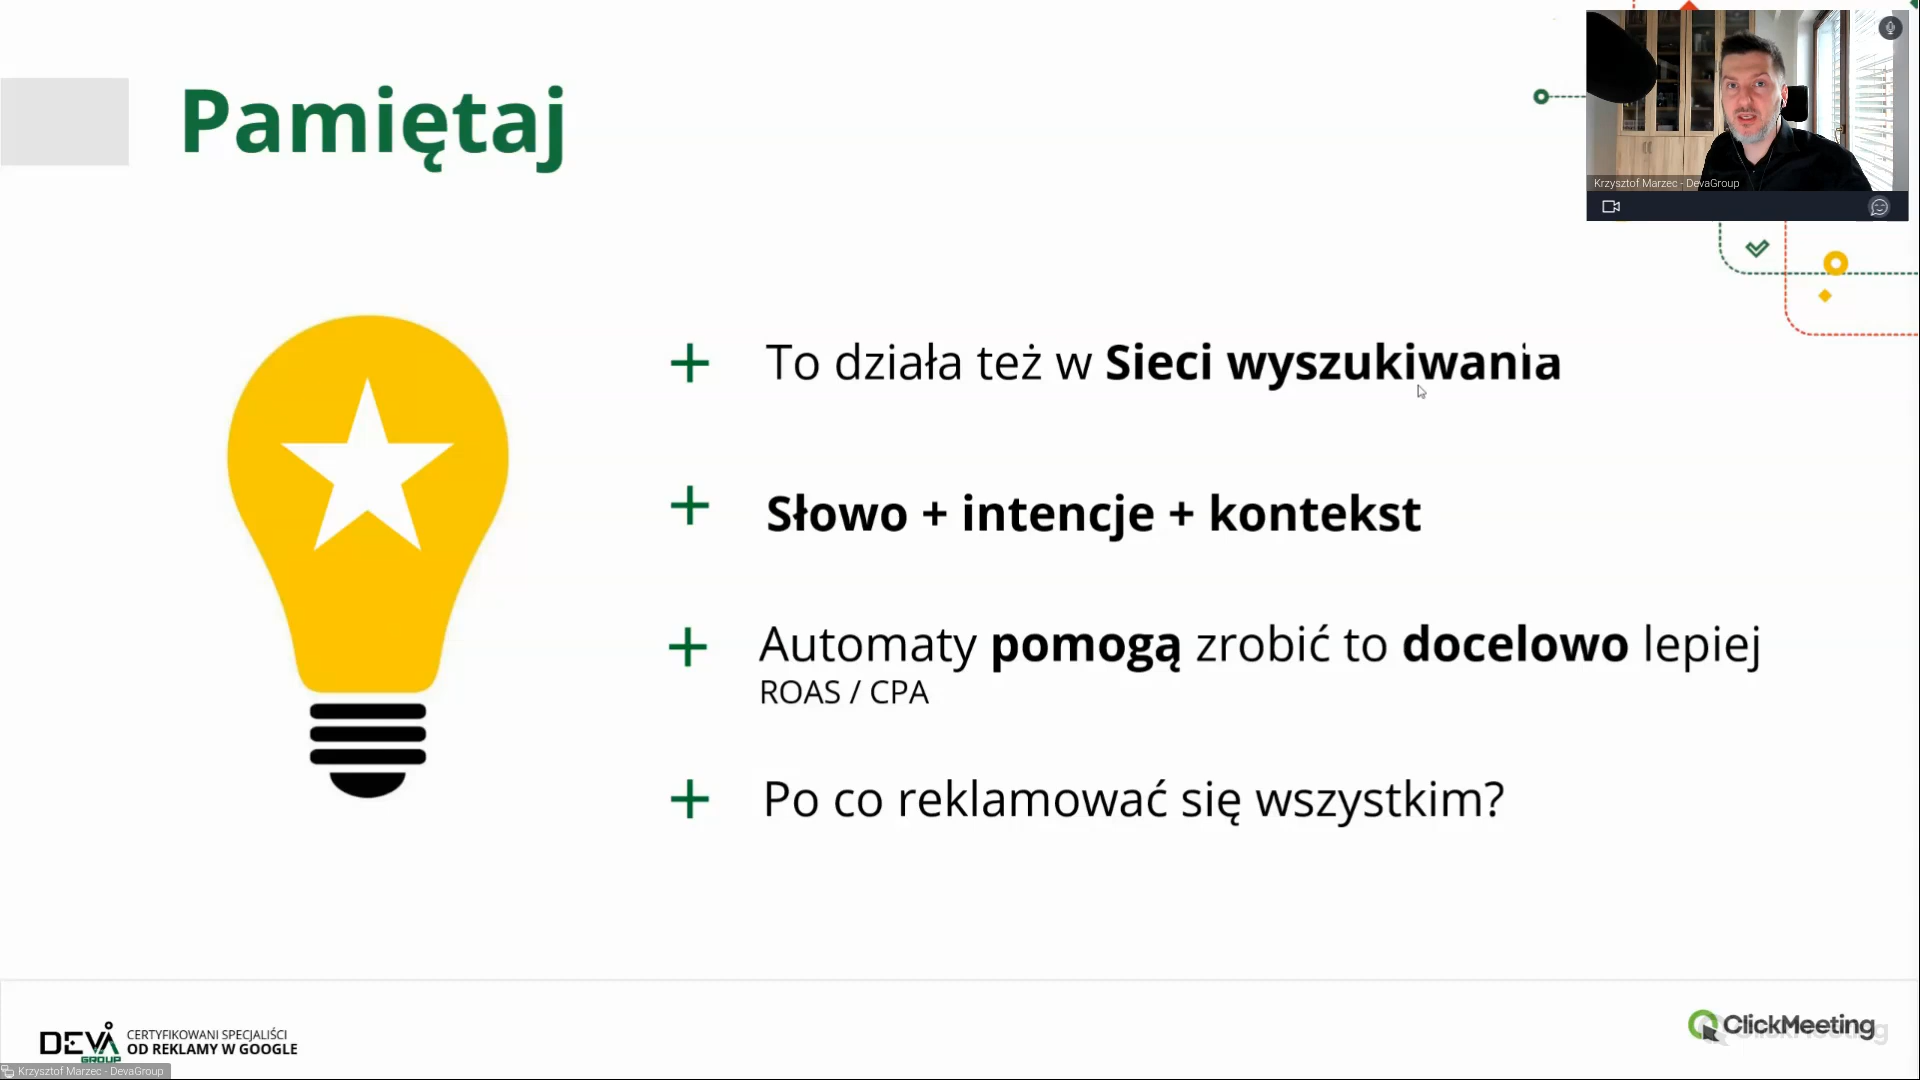 Pamiętaj
Krzysztof Marzec - DevaGroup
+ To działa też w Sieci wyszukiwania
+ Słowo + intencje + kontekst
+ Automaty pomogą zrobić to docelowo lepiej
ROAS / CPA
+ Po co reklamować się wszystkim?
DEVA GROUP
CERTYFIKOWANI SPECJALIŚCI
OD REKLAMY W GOOGLE
ClickMeeting
Krzysztof Marzec - DevaGroup